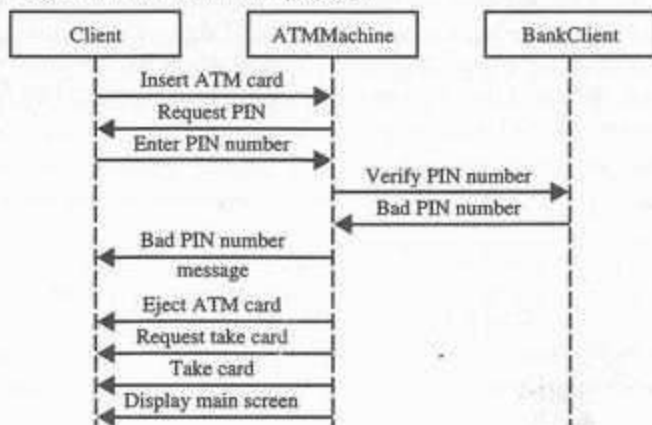 Client
ATMMachine
BankClient
Insert ATM card
Request PIN
Enter PIN number
Verify PIN number
Bad PIN number
Bad PIN number
message
Eject ATM card
Request take card
Take card
Display main screen